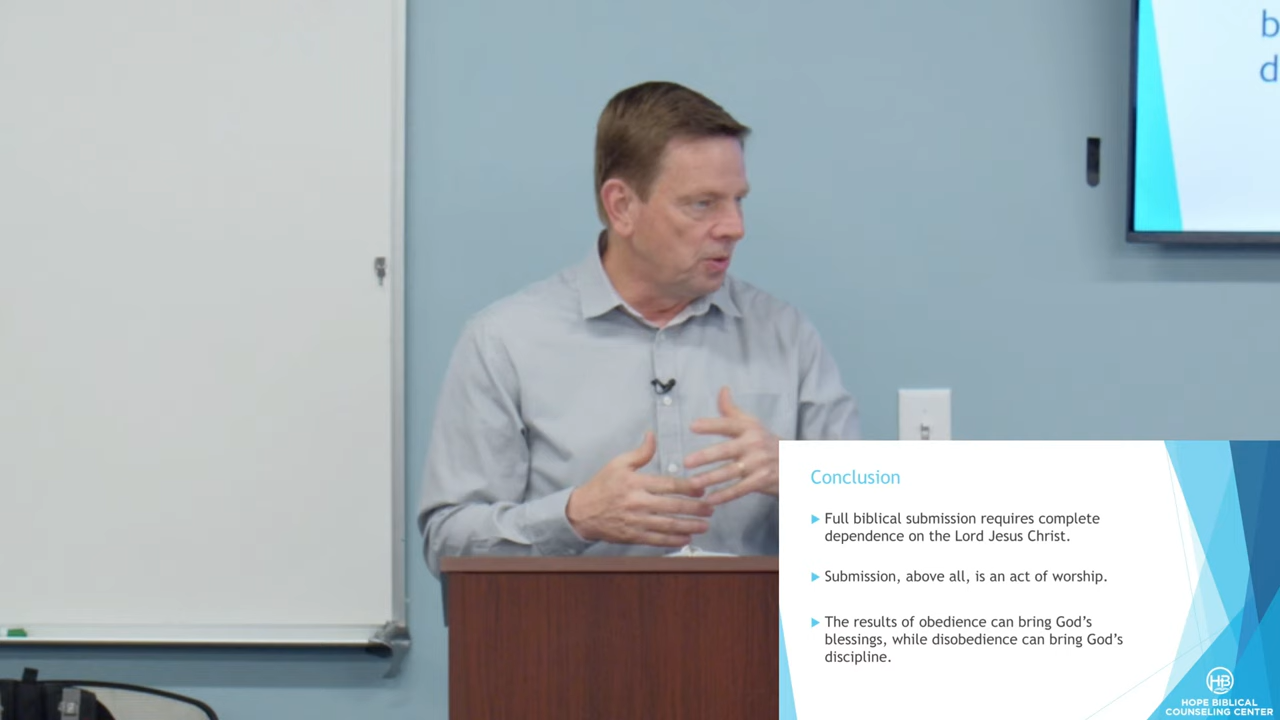 b
d
Conclusion
Full biblical submission requires complete
dependence on the Lord Jesus Christ.
Submission, above all, is an act of worship.
The results of obedience can bring God’s
blessings, while disobedience can bring God’s
discipline.
HB
HOPE BIBLICAL
COUNSELING CENTER